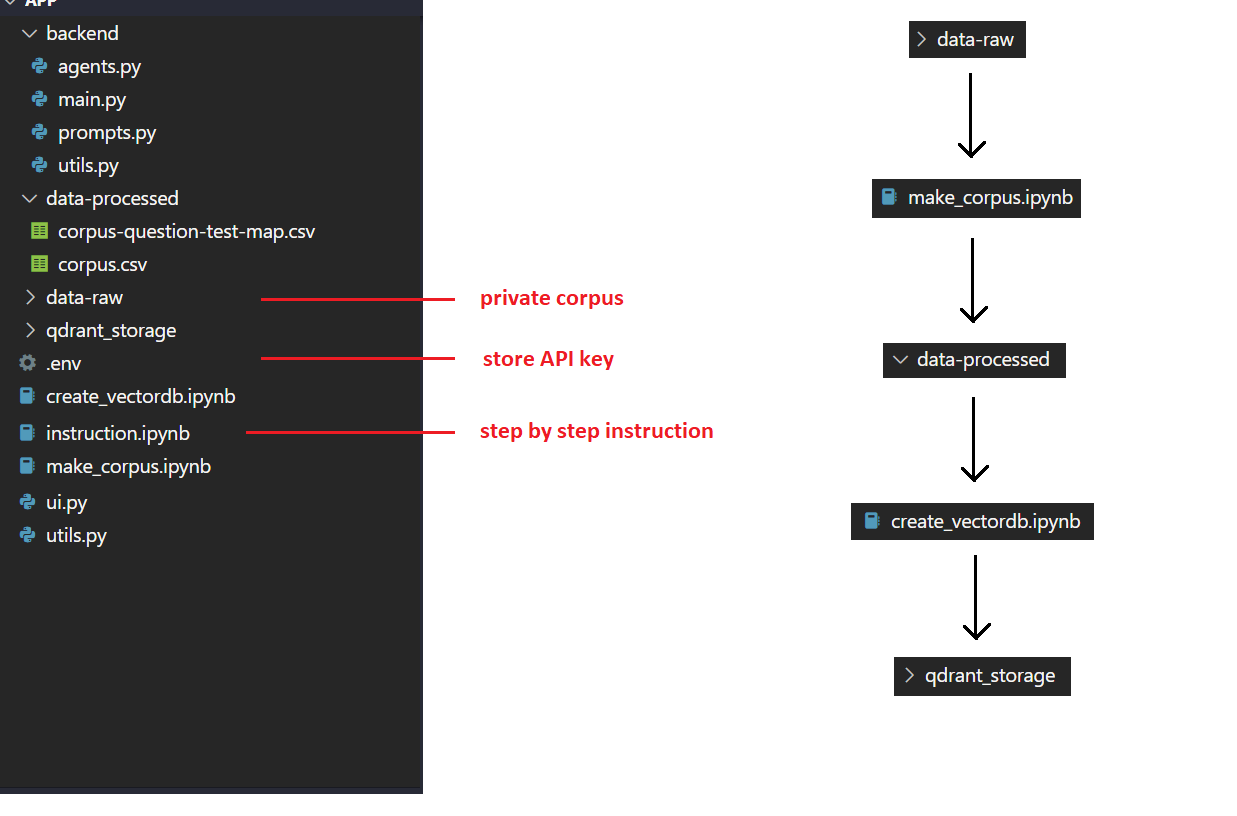 APP
backend
agents.py
main.py
prompts.py
utils.py
data-processed
corpus-question-test-map.csv
corpus.csv
data-raw
qdrant_storage
.env
create_vectordb.ipynb
instruction.ipynb
make_corpus.ipynb
ui.py
utils.py
private corpus
store API key
step by step instruction
data-raw
make_corpus.ipynb
data-processed
create_vectordb.ipynb
qdrant_storage